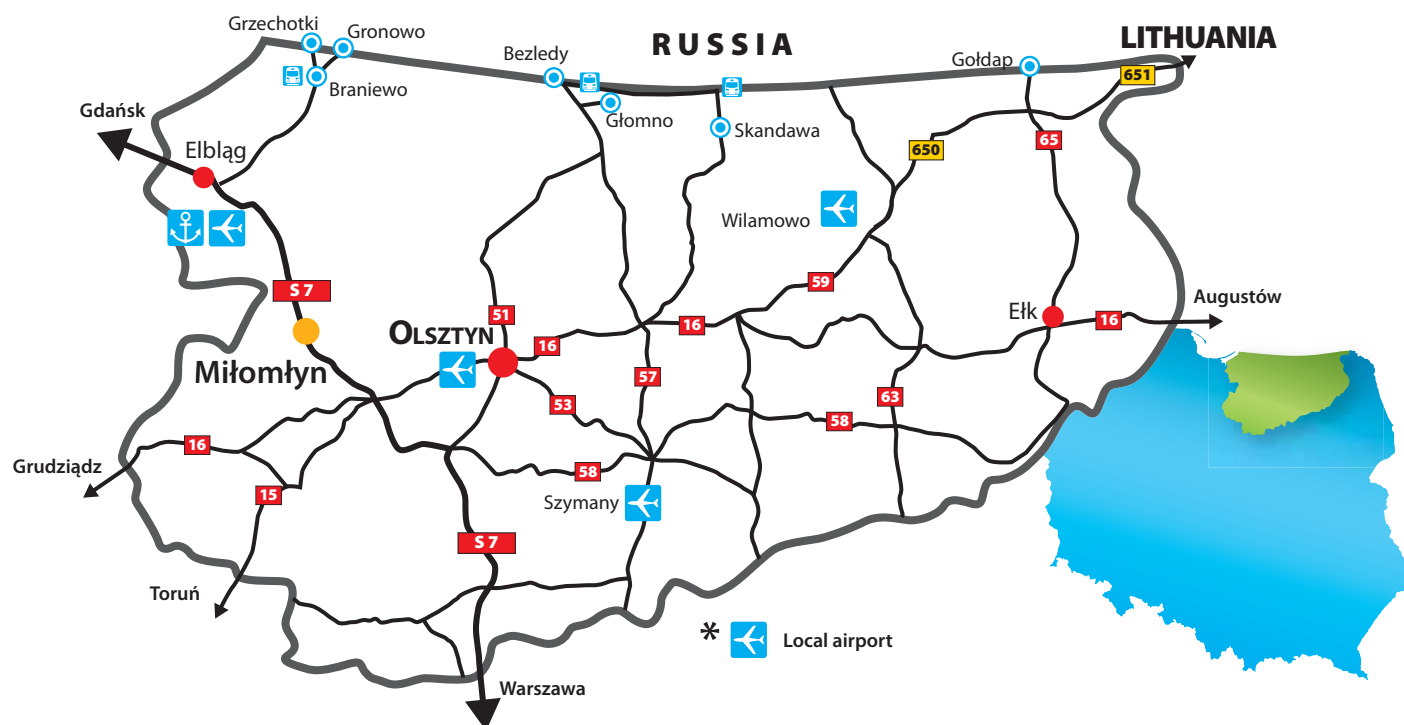 Grzechotki
Gronowo
RUSSIA
LITHUANIA
Bezledy
Gołdap
651
Braniewo
Gdańsk
Głomno
Skandawa
65
650
Elbląg
Wilamowo
S 7
59
Augustów
51
Ełk
16
16
OLSZTYN
16
Miłomłyn
57
53
63
58
16
Grudziądz
58
15
Szymany
S 7
Toruń
* Local airport
Warszawa